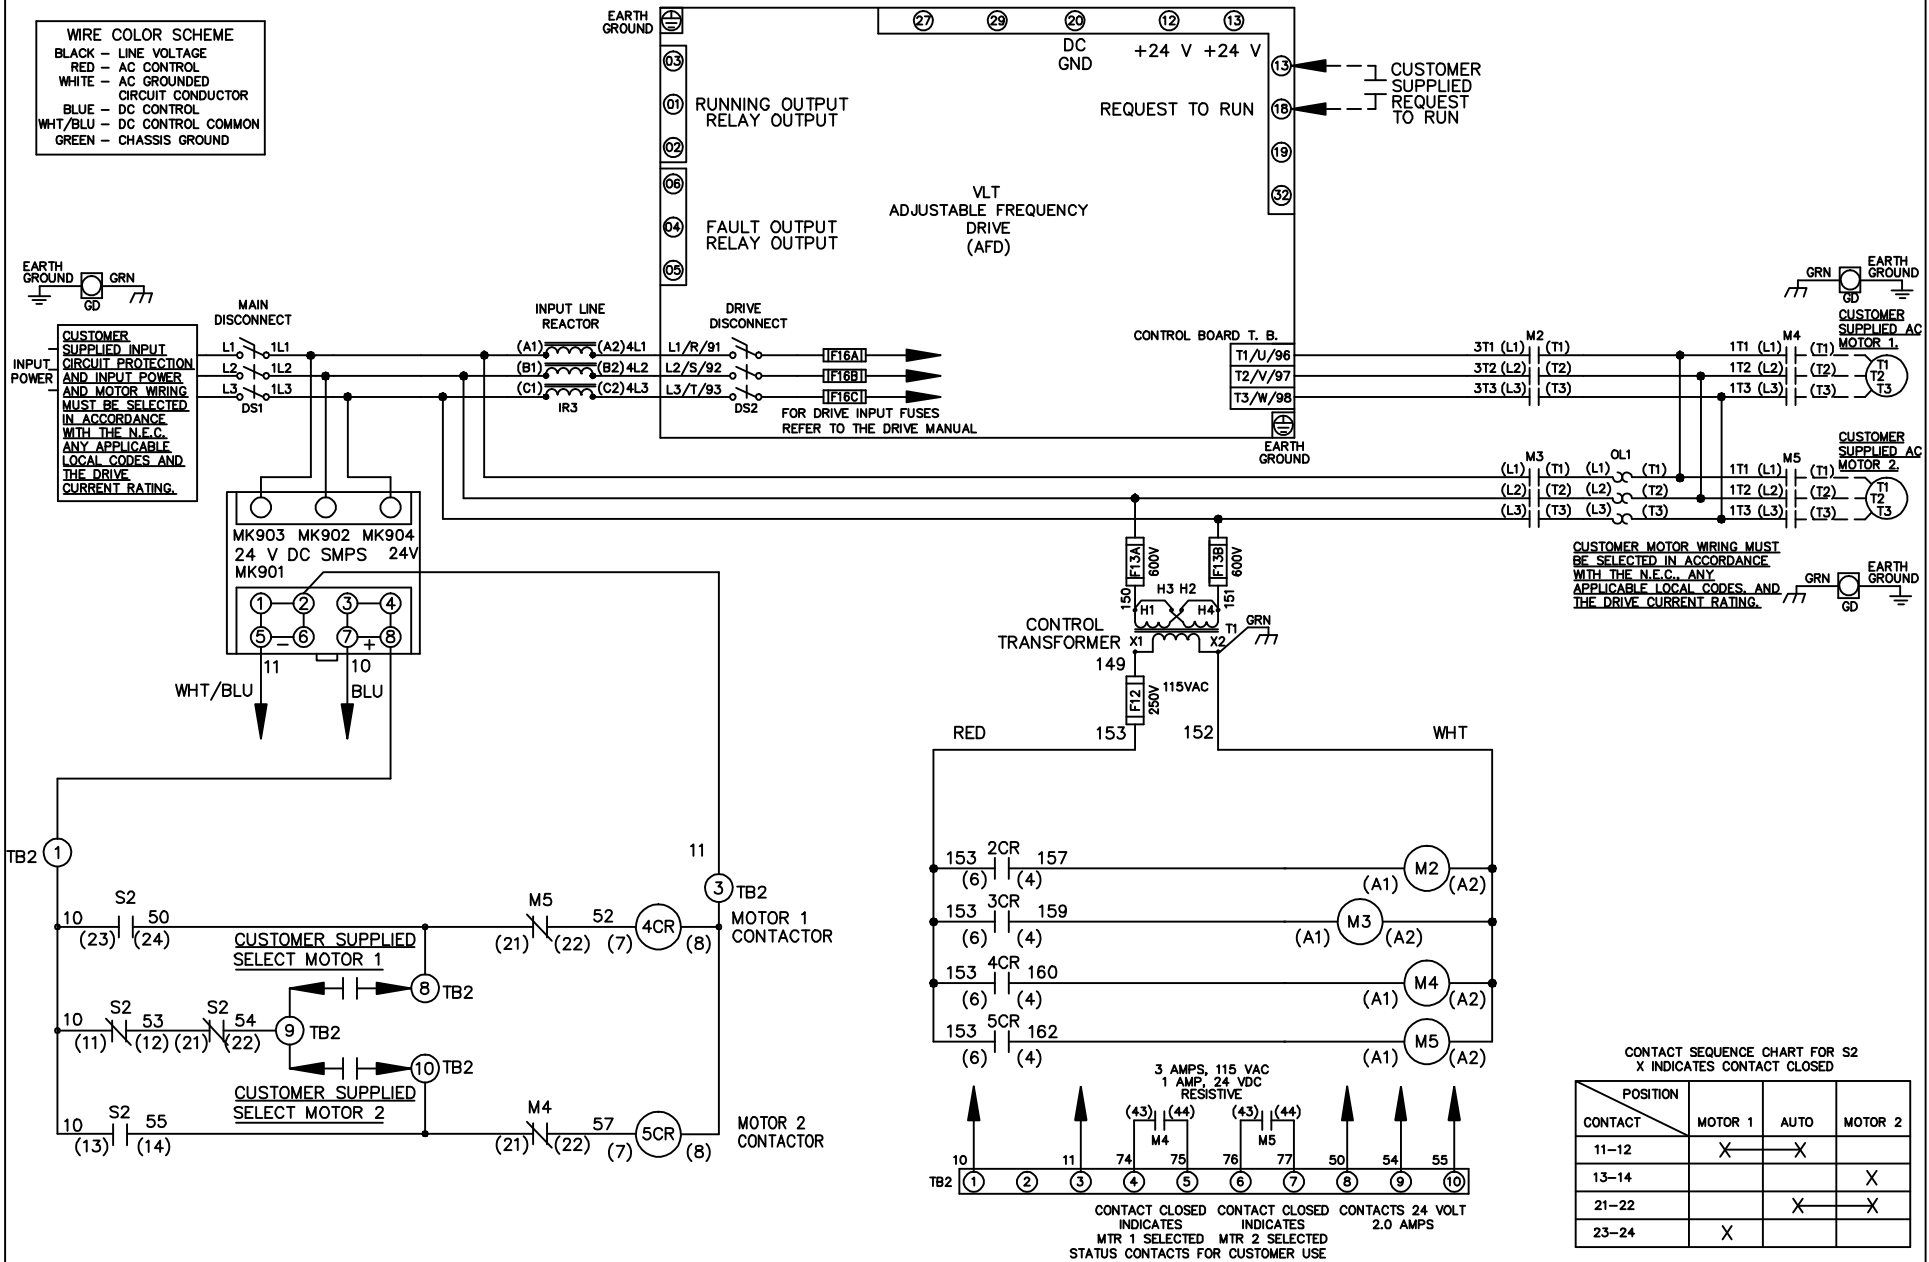 WIRE COLOR SCHEME
BLACK – LINE VOLTAGE
RED – AC CONTROL
WHITE – AC GROUNDED
CIRCUIT CONDUCTOR
BLUE – DC CONTROL
WHT/BLU – DC CONTROL COMMON
GREEN – CHASSIS GROUND
EARTH
GROUND
27 29 20 12 13
DC
GND
+24 V +24 V
03
01
02
RUNNING OUTPUT
RELAY OUTPUT
06
04
05
FAULT OUTPUT
RELAY OUTPUT
REQUEST TO RUN
13
18
19
32
CUSTOMER
SUPPLIED
REQUEST
TO RUN
VLT
ADJUSTABLE FREQUENCY
DRIVE
(AFD)
EARTH
GROUND
GRN
GD
INPUT
POWER
CUSTOMER
SUPPLIED INPUT
CIRCUIT PROTECTION
AND INPUT POWER
AND MOTOR WIRING
MUST BE SELECTED
IN ACCORDANCE
WITH THE N.E.C.
ANY APPLICABLE
LOCAL CODES AND
THE DRIVE
CURRENT RATING.
MAIN
DISCONNECT
L1 1L1
L2 1L2
L3 1L3
DS1
INPUT LINE
REACTOR
(A1) (A2) 4L1
(B1) (B2) 4L2
(C1) (C2) 4L3
IR3
DRIVE
DISCONNECT
L1/R/91
L2/S/92
L3/T/93
DS2
F16A
F16B
F16C
FOR DRIVE INPUT FUSES
REFER TO THE DRIVE MANUAL
CONTROL BOARD T. B.
T1/U/96
T2/V/97
T3/W/98
EARTH
GROUND
M2
3T1 (L1) (T1)
3T2 (L2) (T2)
3T3 (L3) (T3)
M4
1T1 (L1) (T1)
1T2 (L2) (T2)
1T3 (L3) (T3)
GRN
EARTH
GROUND
GD
CUSTOMER
SUPPLIED AC
MOTOR 1.
T1
T2
T3
M3
(L1) (T1)
(L2) (T2)
(L3) (T3)
OL1
(L1) (T1)
(L2) (T2)
(L3) (T3)
M5
1T1 (L1) (T1)
1T2 (L2) (T2)
1T3 (L3) (T3)
CUSTOMER
SUPPLIED AC
MOTOR 2.
T1
T2
T3
CUSTOMER MOTOR WIRING MUST
BE SELECTED IN ACCORDANCE
WITH THE N.E.C., ANY
APPLICABLE LOCAL CODES, AND
THE DRIVE CURRENT RATING.
GRN
EARTH
GROUND
GD
MK903 MK902 MK904
24 V DC SMPS 24V
MK901
1 2 3 4
5 – 6 7 + 8
11 10
WHT/BLU BLU
F13A
600V
F13B
600V
150
151
H3 H2
H1 H4
CONTROL
TRANSFORMER
X1 X2
T1
GRN
149
F12
250V
115VAC
153
152
RED
WHT
TB2 1
11
3 TB2
10 S2 50
(23) (24)
M5
(21) (22)
52
(7) 4CR (8)
MOTOR 1
CONTACTOR
CUSTOMER SUPPLIED
SELECT MOTOR 1
8 TB2
10 S2 53 S2 54
(11) (12) (21) (22)
9 TB2
10 TB2
CUSTOMER SUPPLIED
SELECT MOTOR 2
10 S2 55
(13) (14)
M4
(21) (22)
57
(7) 5CR (8)
MOTOR 2
CONTACTOR
153 2CR 157
(6) (4)
(A1) M2 (A2)
153 3CR 159
(6) (4)
(A1) M3 (A2)
153 4CR 160
(6) (4)
(A1) M4 (A2)
153 5CR 162
(6) (4)
(A1) M5 (A2)
3 AMPS, 115 VAC
1 AMP, 24 VDC
RESISTIVE
(43) (44) (43) (44)
M4 M5
10 11 74 75 76 77 50 54 55
TB2 1 2 3 4 5 6 7 8 9 10
CONTACT CLOSED
INDICATES
MTR 1 SELECTED
CONTACT CLOSED
INDICATES
MTR 2 SELECTED
CONTACTS 24 VOLT
2.0 AMPS
STATUS CONTACTS FOR CUSTOMER USE
CONTACT SEQUENCE CHART FOR S2
X INDICATES CONTACT CLOSED
POSITION
CONTACT MOTOR 1 AUTO MOTOR 2
11–12 X X
13–14 X
21–22 X X
23–24 X